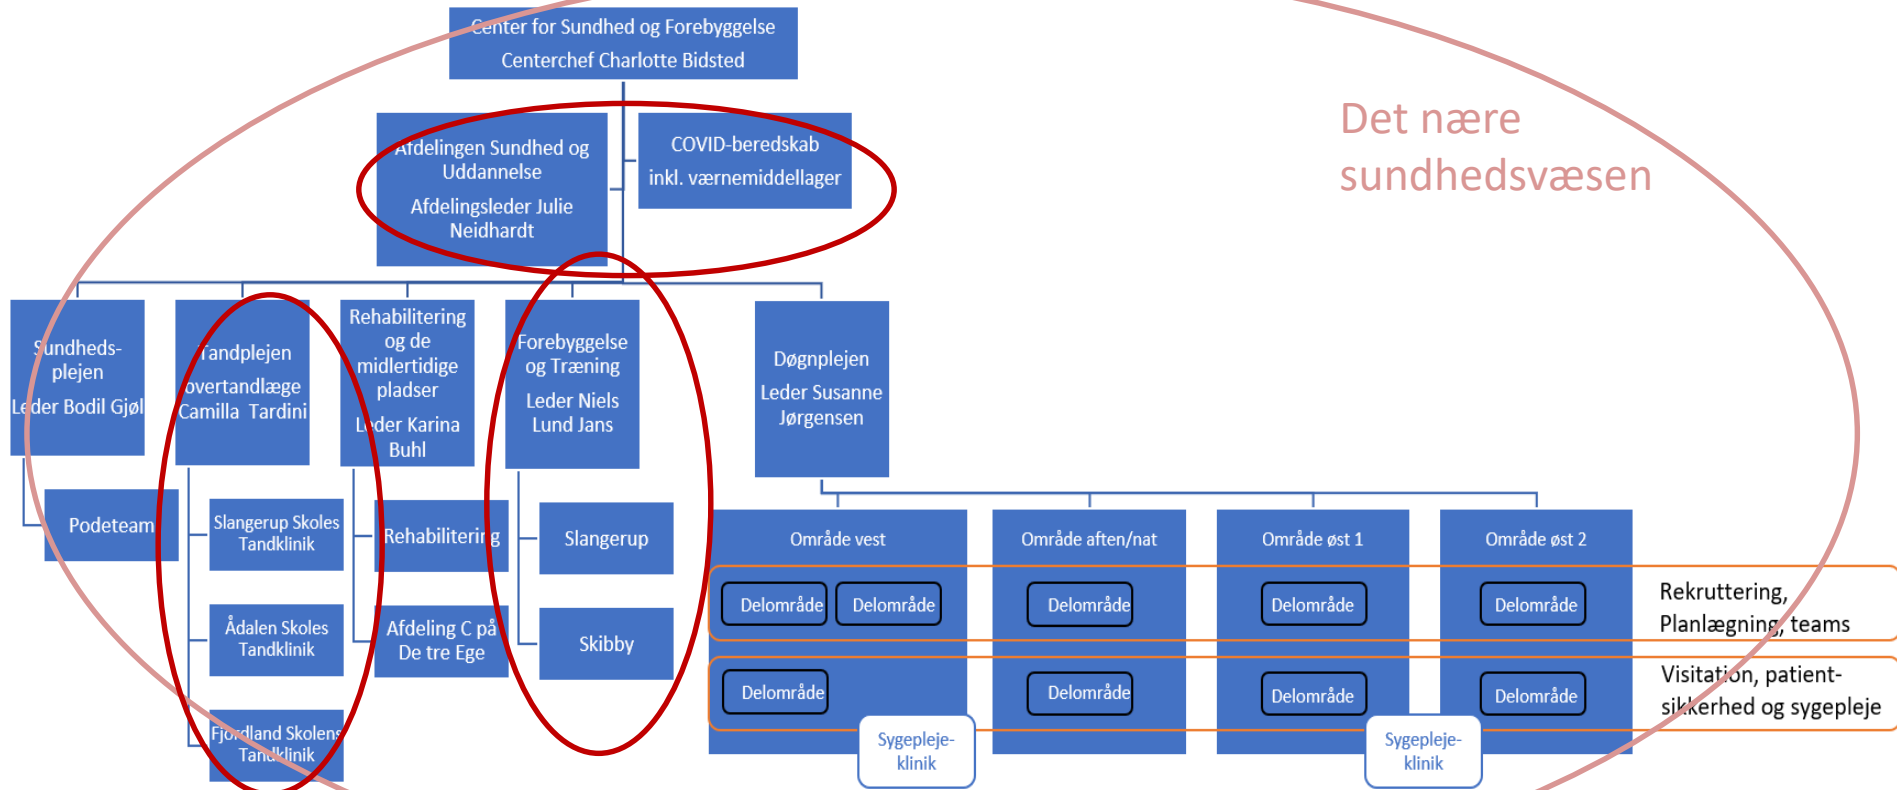 Center for Sundhed og Forebyggelse
Centerchef Charlotte Bidsted
Det nære
sundhedsvæsen
Afdelingen Sundhed og
Uddannelse
Afdelingsleder Julie
Neidhardt
COVID-beredskab
inkl. værnemiddellager
Sundheds-
plejen
Leder Bodil Gjøl
Tandplejen
overtandlæge
Camilla Tardini
Rehabilitering
og de
midlertidige
pladser
Leder Karina
Buhl
Forebyggelse
og Træning
Leder Niels
Lund Jans
Døgnplejen
Leder Susanne
Jørgensen
Podeteam
Slangerup Skoles
Tandklinik
Ådalen Skoles
Tandklinik
Fjordland Skolens
Tandklinik
Rehabilitering
Afdeling C på
De tre Ege
Slangerup
Skibby
Område vest
Område aften/nat
Område øst 1
Område øst 2
Delområde
Delområde
Delområde
Delområde
Delområde
Rekruttering,
Planlægning, teams
Delområde
Delområde
Delområde
Delområde
Visitation, patient-
sikkerhed og sygepleje
Sygepleje-
klinik
Sygepleje-
klinik